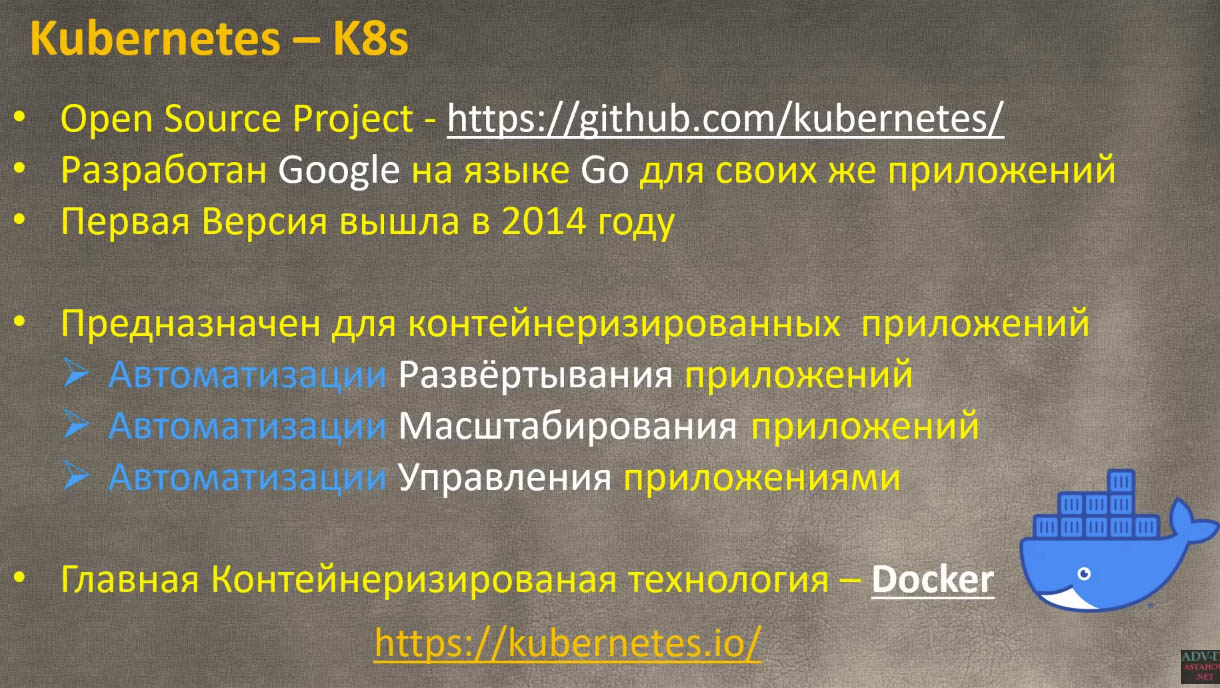 Kubernetes – K8s
• Open Source Project - https://github.com/kubernetes/
• Разработан Google на языке Go для своих же приложений
• Первая Версия вышла в 2014 году
• Предназначен для контейнеризированных приложений
➢ Автоматизации Развёртывания приложений
➢ Автоматизации Масштабирования приложений
➢ Автоматизации Управления приложениями
• Главная Контейнеризированая технология – Docker
https://kubernetes.io/
.NET